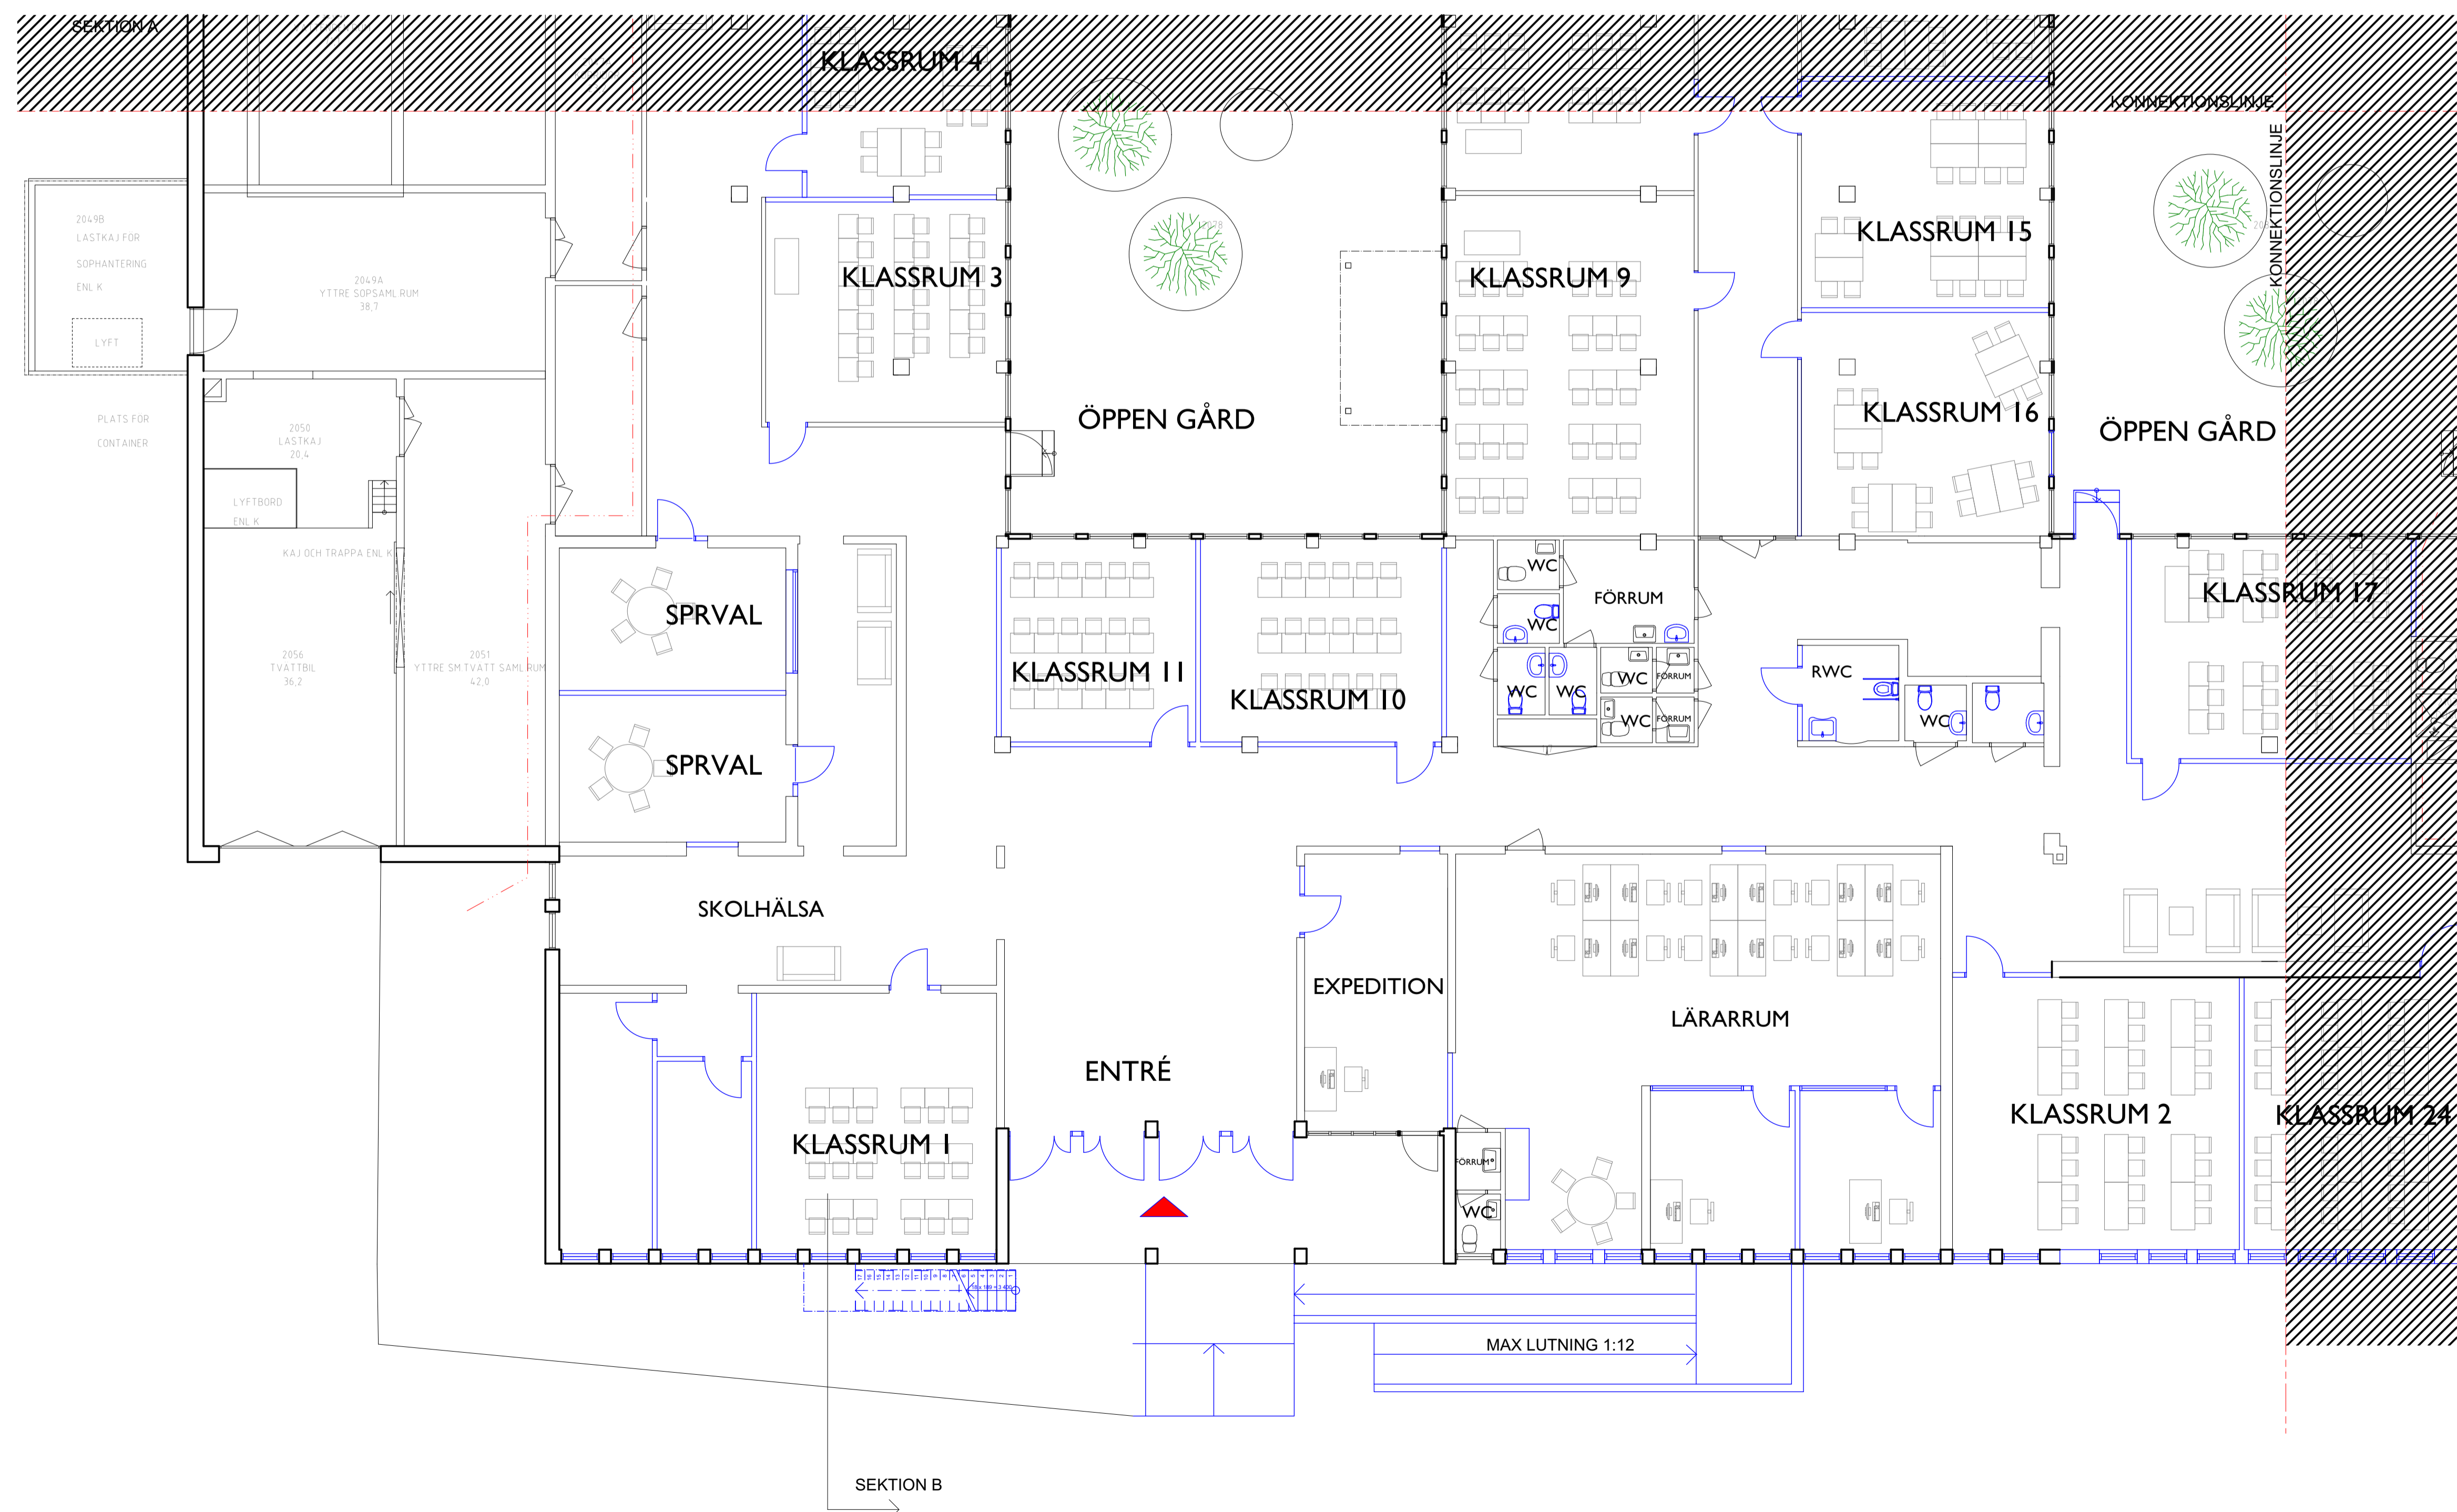 SEKTION A
KLASSRUM 4
KONNEKTIONSLINJE
KONNEKTIONSLINJE
2049B
LASTKAJ FOR
SOPHANTERING
ENL K
LYFT
2049A
YTTRE SOPSAML RUM
38,7
KLASSRUM 3
KLASSRUM 9
KLASSRUM 15
PLATS FOR
CONTAINER
2050
LASTKAJ
20,4
ÖPPEN GÅRD
KLASSRUM 16
ÖPPEN GÅRD
LYFTBORD
ENL K
KAJ OCH TRAPPA ENL K
WC
FÖRRUM
KLASSRUM 17
SPRVAL
WC
2056
TVATTBIL
36,2
2051
YTTRE SM.TVATT SAML RUM
42,0
KLASSRUM 11
KLASSRUM 10
WC
WC
WC
FÖRRUM
RWC
WC
FÖRRUM
WC
SPRVAL
SKOLHÄLSA
EXPEDITION
LÄRARRUM
ENTRÉ
KLASSRUM 1
KLASSRUM 2
KLASSRUM 24
FÖRRUM
WC
MAX LUTNING 1:12
SEKTION B